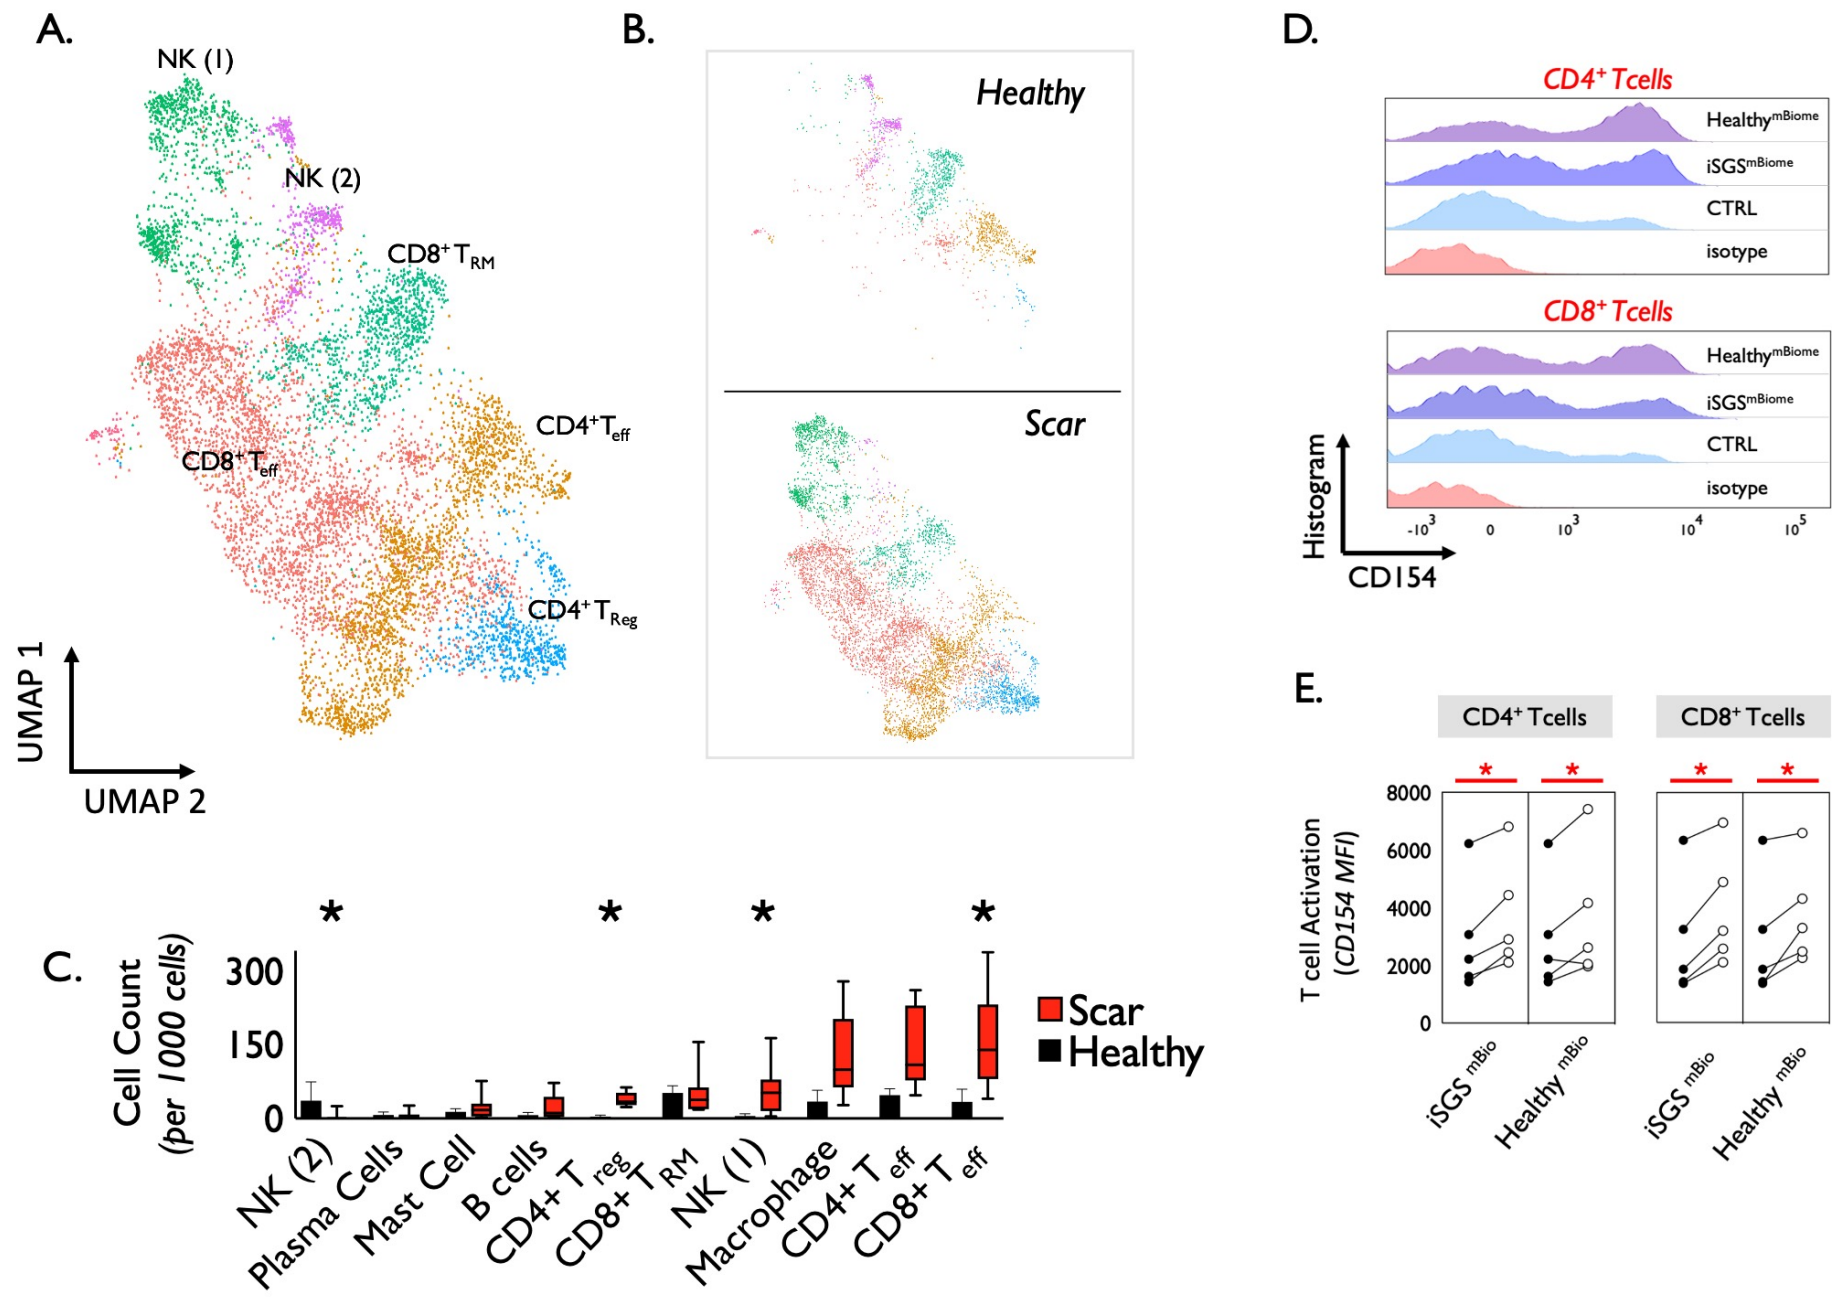 A.
NK (1)
NK (2)
CD8+ TRM
CD4+Teff
CD8+ Teff
CD4+ TReg
UMAP 1
UMAP 2
B.
Healthy
Scar
C.
Cell Count
(per 1000 cells)
300
150
0
* * * *
NK (2)
Plasma Cells
Mast Cell
B cells
CD4+ T reg
CD8+ T RM
NK (1)
Macrophage
CD4+ T eff
CD8+ T eff
Scar
Healthy
D.
CD4+ Tcells
HealthymBiome
iSGSmBiome
CTRL
isotype
CD8+ Tcells
HealthymBiome
iSGSmBiome
CTRL
isotype
-10³ 0 10³ 10⁴ 10⁵
Histogram
CD154
E.
CD4+ Tcells
CD8+ Tcells
* * * *
T cell Activation
(CD154 MFI)
8000
6000
4000
2000
0
iSGS mBio
Healthy mBio
iSGS mBio
Healthy mBio